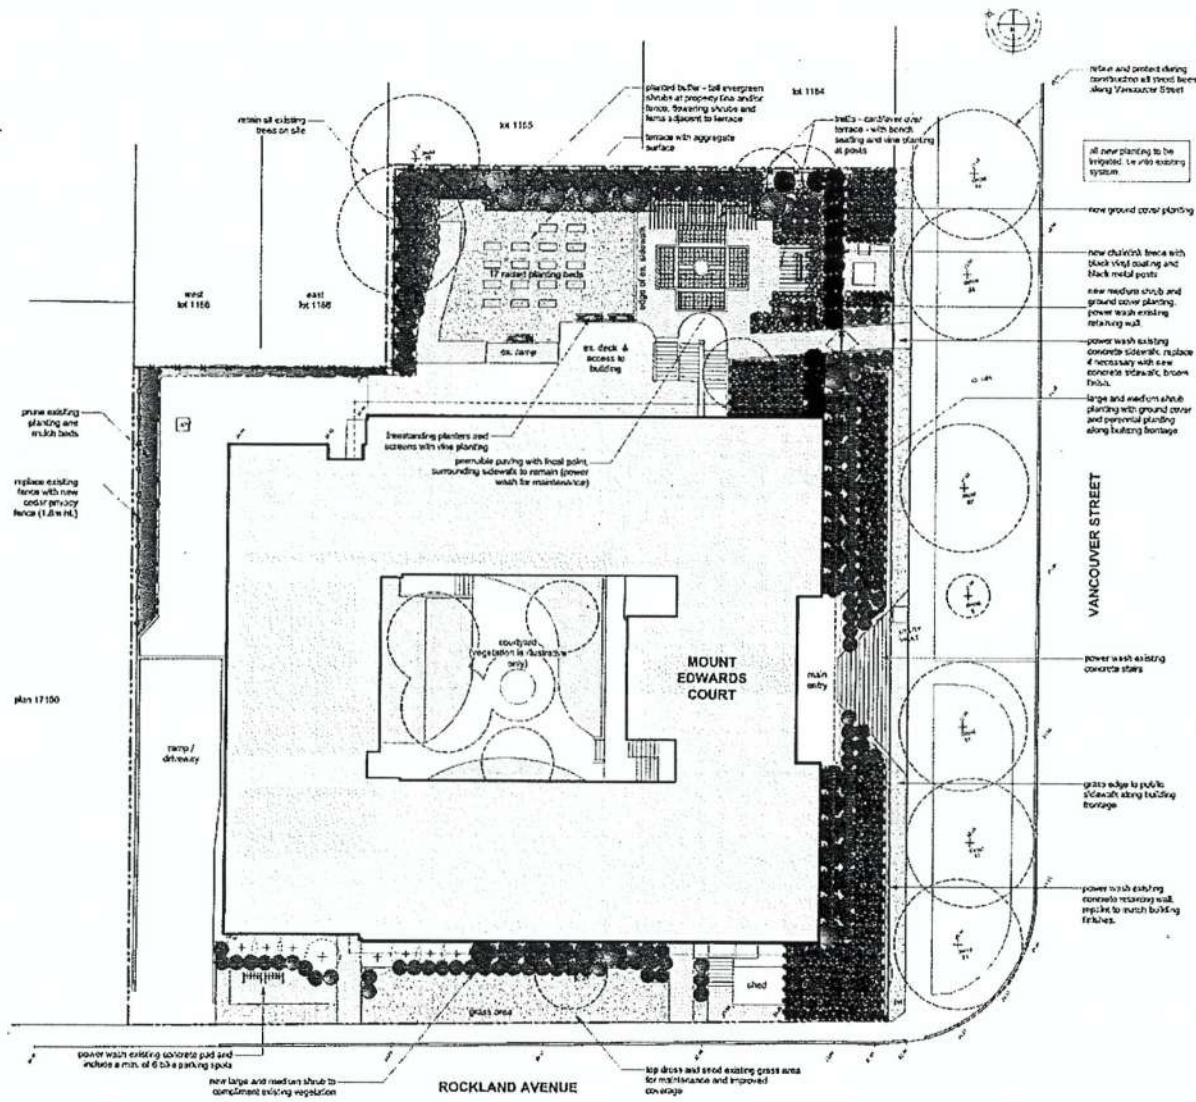 retain and protect during
construction all street trees
along Vancouver Street
planted buffer - tall evergreen
shrubs at property line and/or
fence, flowering shrubs and
ferns adjacent to terrace
lot 1164
trellis - cantilever over
terrace - with bench
seating and vine planting
at posts
retain all existing
trees on site
lot 1165
terrace with aggregate
surface
all new planting to be
irrigated, tie into existing
system.
new ground cover planting
new chainlink fence with
black vinyl coating and
black metal posts
17 raised planting beds
edge of ex. sidewalk
west
lot 1166
east
lot 1166
new medium shrub and
ground cover planting.
power wash existing
retaining wall.
ex. ramp
ex. deck &
access to
building
power wash existing
concrete sidewalk, replace
if necessary with new
concrete sidewalk, broom
finish.
large and medium shrub
planting with ground cover
and perennial planting
along building frontage
prune existing
planting and
mulch beds
freestanding planters and
screens with vine planting
permable paving with focal point,
surrounding sidewalk to remain (power
wash for maintenance)
replace existing
fence with new
cedar privacy
fence (1.8m ht.)
VANCOUVER STREET
courtyard
(vegetation is illustrative
only)
MOUNT
EDWARDS
COURT
main
entry
power wash existing
concrete stairs
plan 17100
ramp /
driveway
grass edge to public
sidewalk along building
frontage
power wash existing
concrete retaining wall,
repaint to match building
finishes.
shed
grass area
power wash existing concrete pad and
include a min. of 6 bike parking spots
new large and medium shrub to
compliment existing vegetation
top dress and seed existing grass area
for maintenance and improved
coverage
ROCKLAND AVENUE